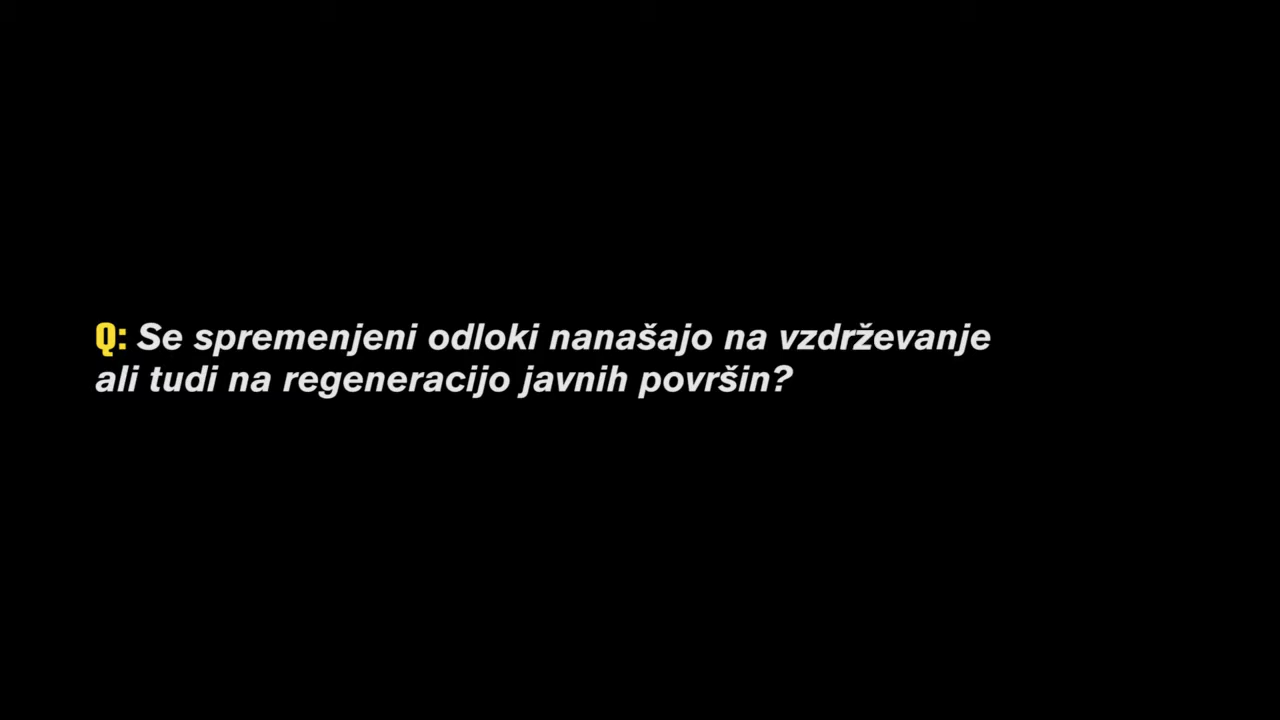 Q: Se spremenjeni odloki nanašajo na vzdrževanje
ali tudi na regeneracijo javnih površin?